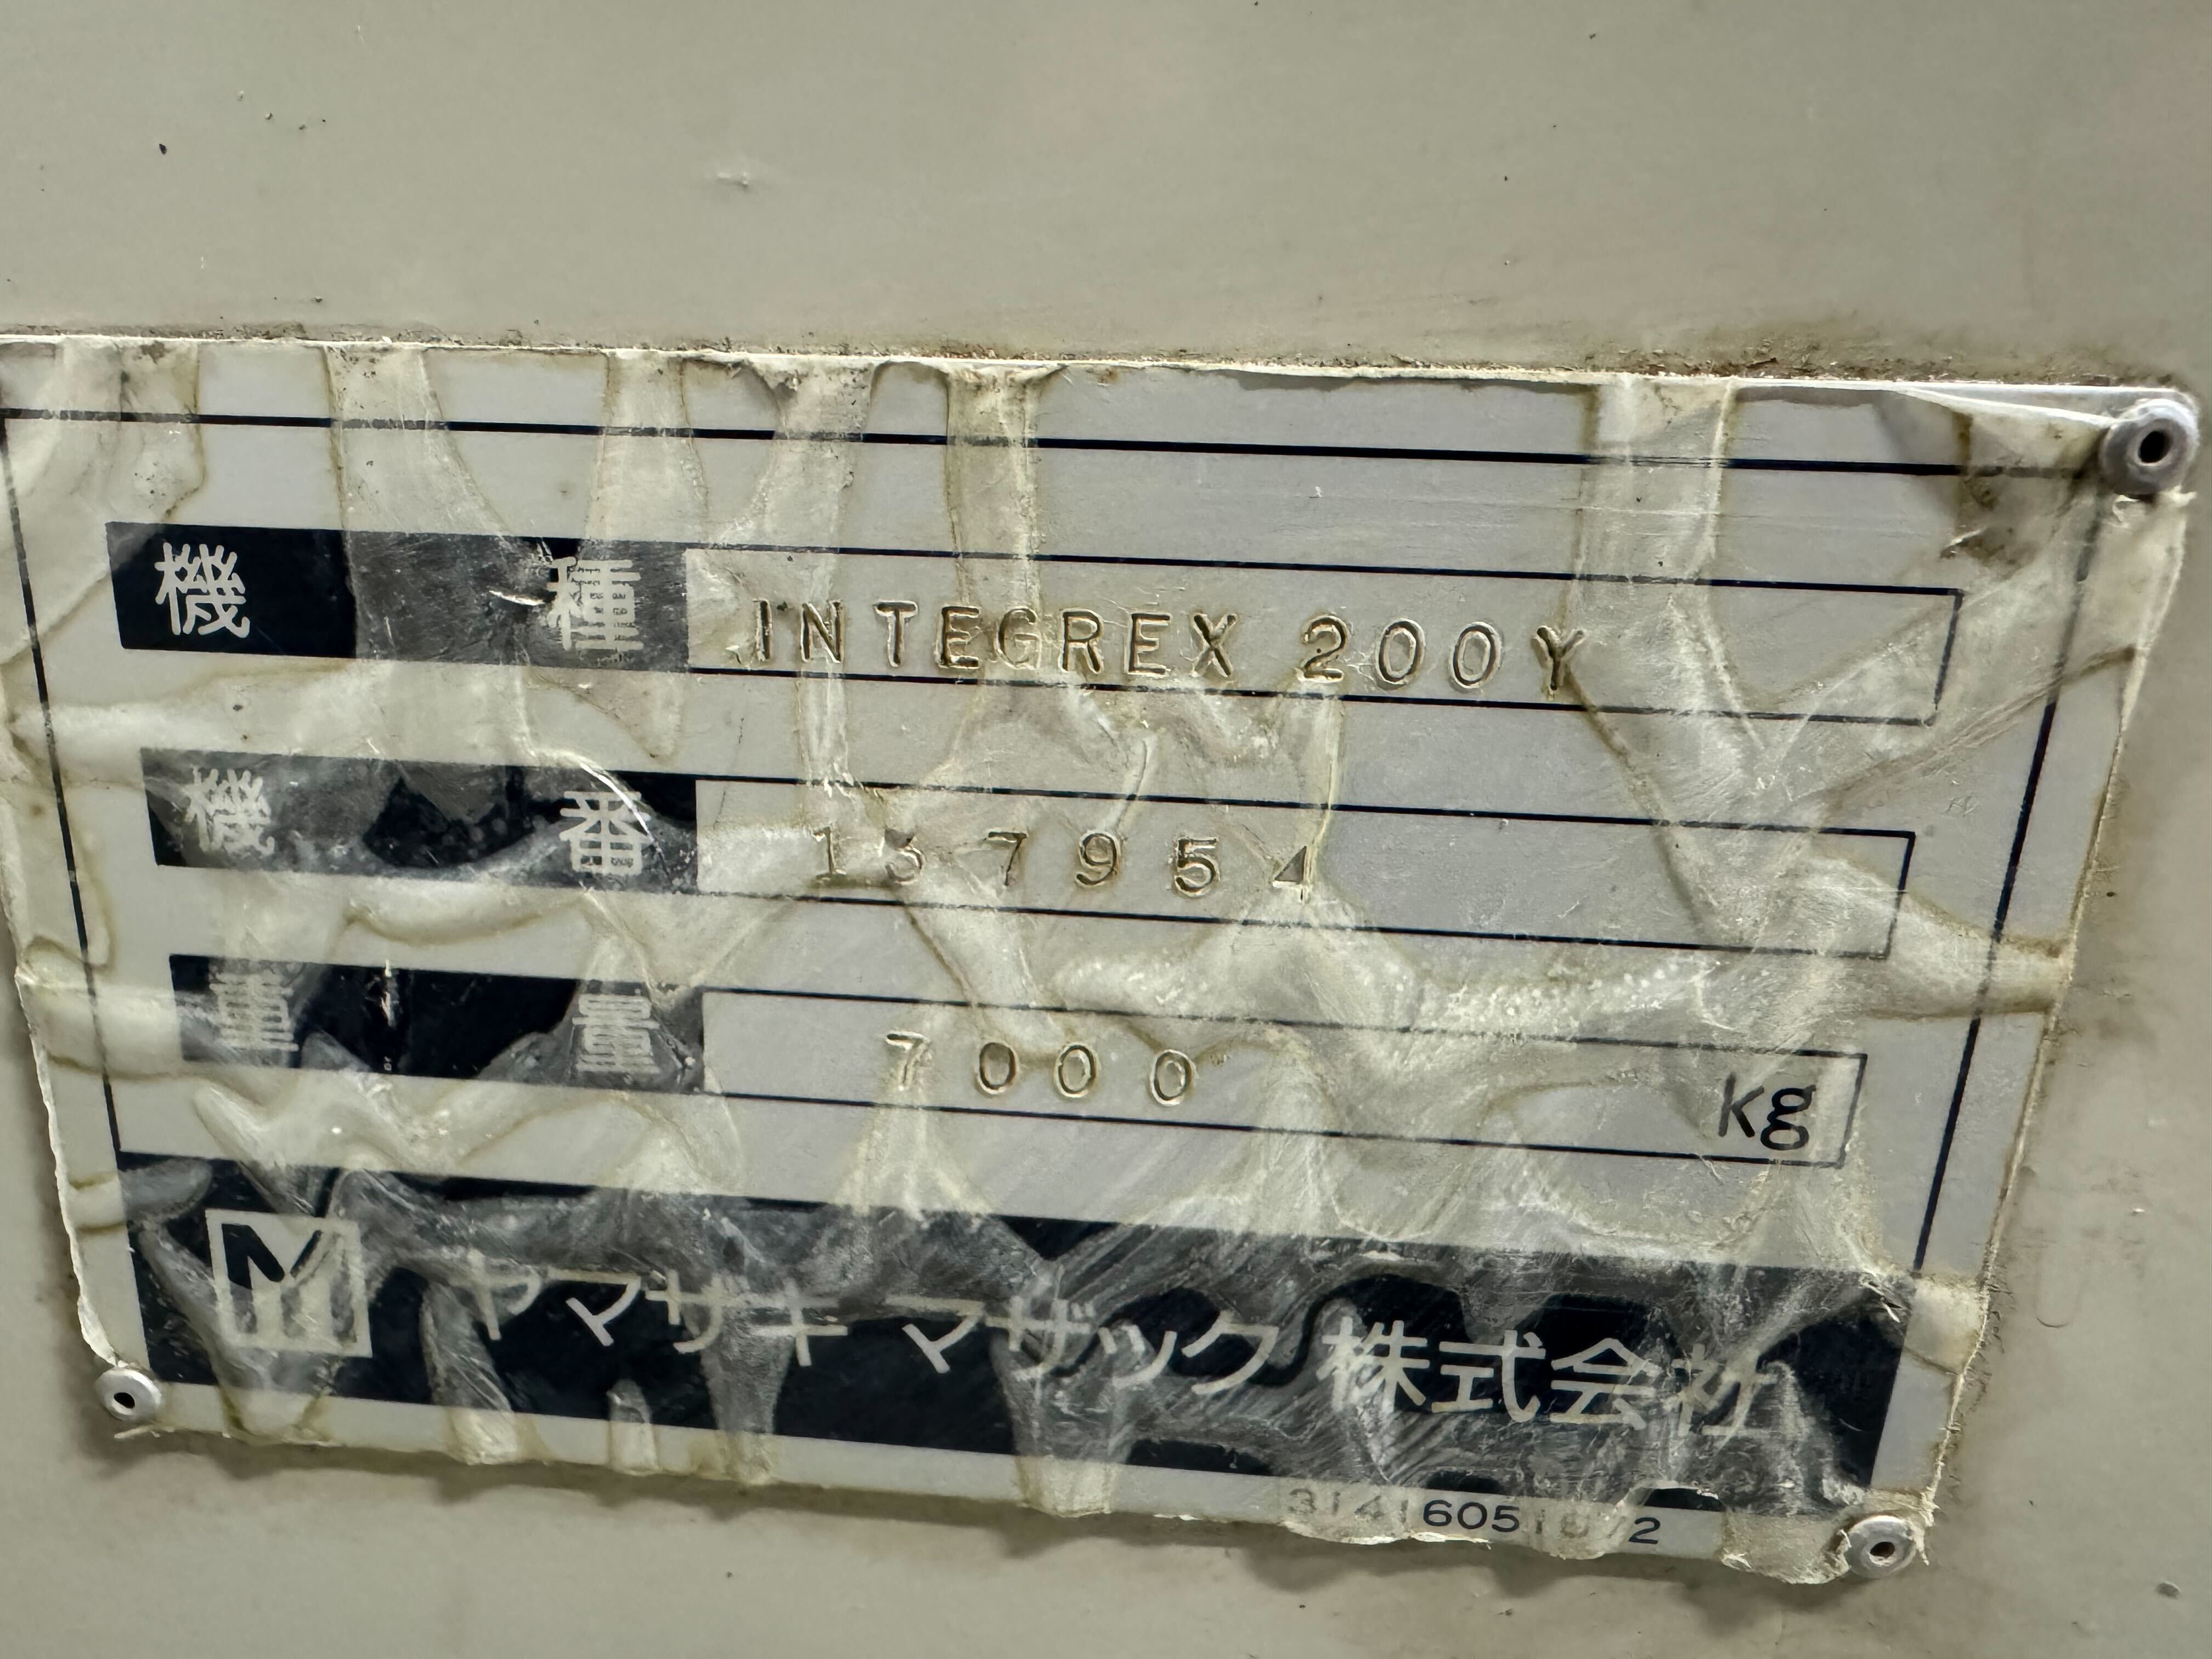 機種 INTEGREX 200Y
機番 137954
重量 7000 kg
ヤマザキマザック株式会社